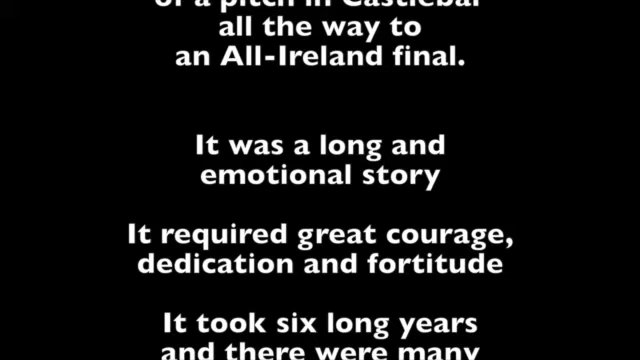 of a pitch in Castlebar
all the way to
an All-Ireland final.
It was a long and
emotional story
It required great courage,
dedication and fortitude
It took six long years
and there were many